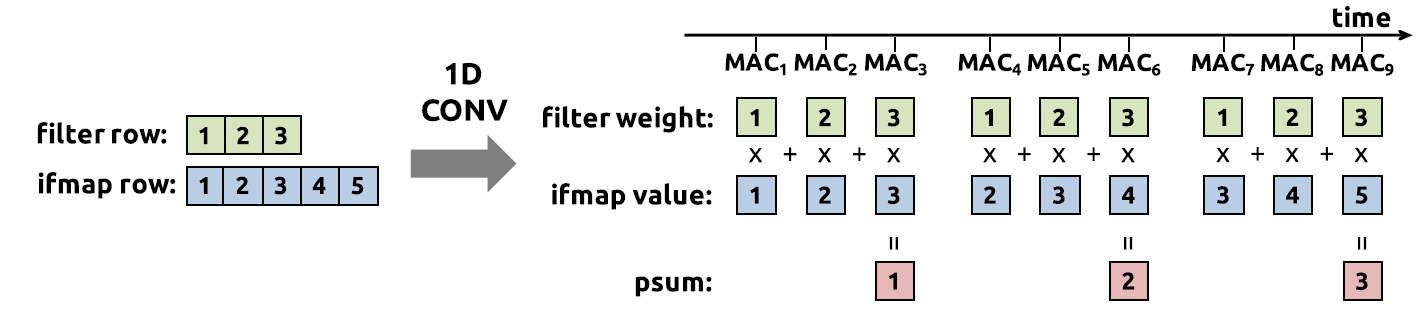 time
MAC₁ MAC₂ MAC₃ MAC₄ MAC₅ MAC₆ MAC₇ MAC₈ MAC₉
1D
CONV
filter row: 1 2 3
ifmap row: 1 2 3 4 5
filter weight: 1 2 3 1 2 3 1 2 3
x + x + x x + x + x x + x + x
ifmap value: 1 2 3 2 3 4 3 4 5
= = =
psum: 1 2 3